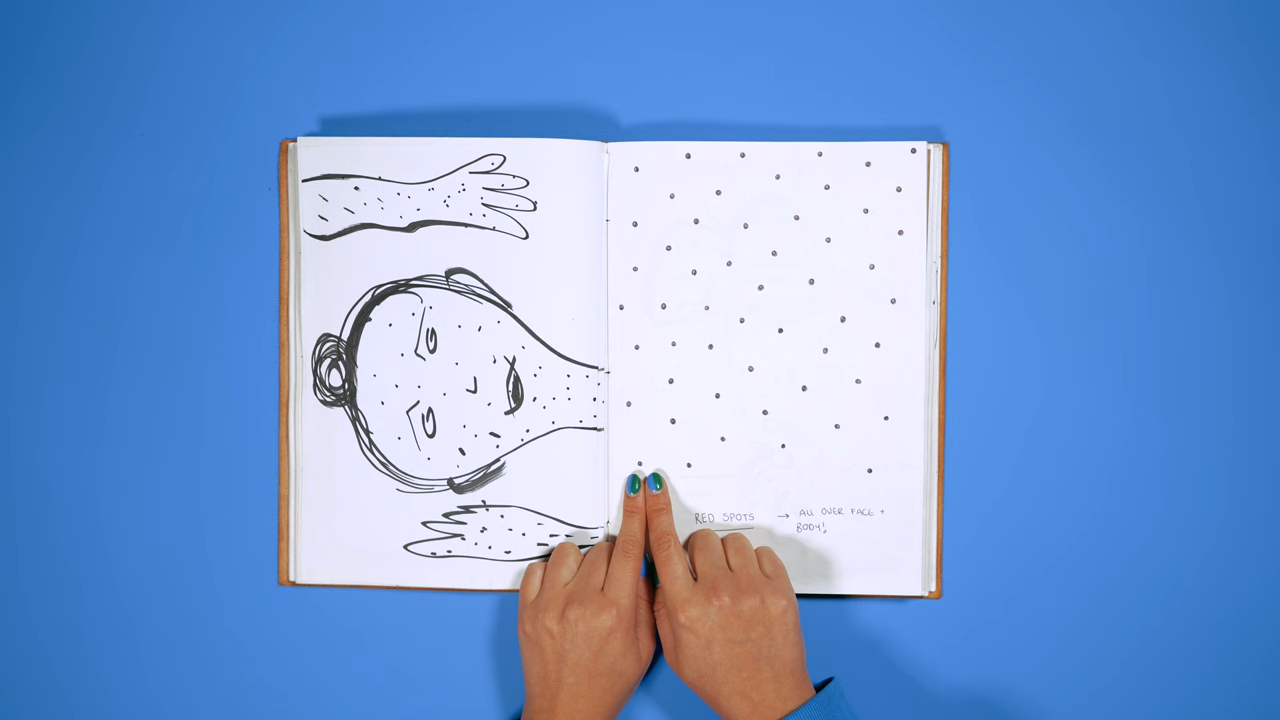 RED SPOTS → ALL OVER FACE +
BODY!